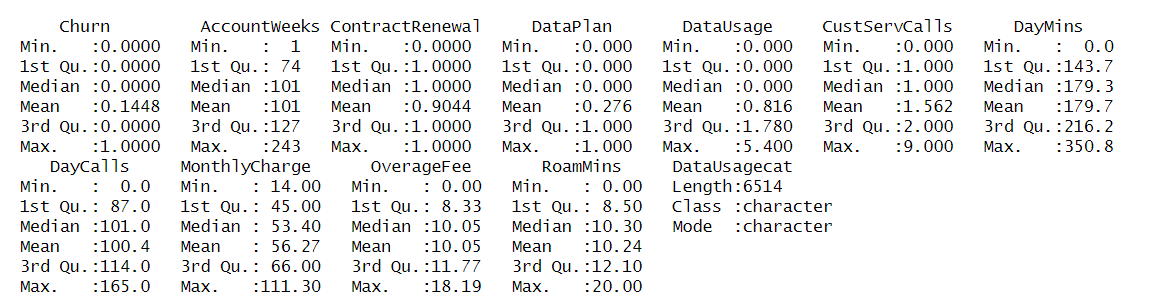 Churn         AccountWeeks ContractRenewal     DataPlan       DataUsage     CustServCalls      DayMins
 Min.   :0.0000   Min.   :  1   Min.   :0.0000   Min.   :0.000   Min.   :0.000   Min.   :0.000   Min.   :  0.0
 1st Qu.:0.0000   1st Qu.: 74   1st Qu.:1.0000   1st Qu.:0.000   1st Qu.:0.000   1st Qu.:1.000   1st Qu.:143.7
 Median :0.0000   Median :101   Median :1.0000   Median :0.000   Median :0.000   Median :1.000   Median :179.3
 Mean   :0.1448   Mean   :101   Mean   :0.9044   Mean   :0.276   Mean   :0.816   Mean   :1.562   Mean   :179.7
 3rd Qu.:0.0000   3rd Qu.:127   3rd Qu.:1.0000   3rd Qu.:1.000   3rd Qu.:1.780   3rd Qu.:2.000   3rd Qu.:216.2
 Max.   :1.0000   Max.   :243   Max.   :1.0000   Max.   :1.000   Max.   :5.400   Max.   :9.000   Max.   :350.8
    DayCalls     MonthlyCharge      OverageFee       RoamMins     DataUsagecat
 Min.   :  0.0   Min.   : 14.00   Min.   : 0.00   Min.   : 0.00   Length:6514
 1st Qu.: 87.0   1st Qu.: 45.00   1st Qu.: 8.33   1st Qu.: 8.50   Class :character
 Median :101.0   Median : 53.40   Median :10.05   Median :10.30   Mode  :character
 Mean   :100.4   Mean   : 56.27   Mean   :10.05   Mean   :10.24
 3rd Qu.:114.0   3rd Qu.: 66.00   3rd Qu.:11.77   3rd Qu.:12.10
 Max.   :165.0   Max.   :111.30   Max.   :18.19   Max.   :20.00